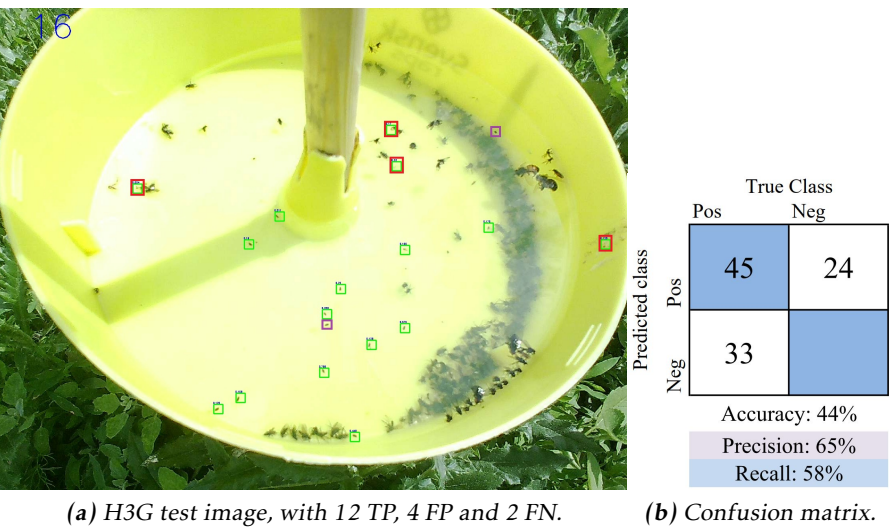 16
Svensk
True Class
Pos Neg
Predicted class
Pos
45 24
Neg
33
Accuracy: 44%
Precision: 65%
Recall: 58%
(a) H3G test image, with 12 TP, 4 FP and 2 FN.
(b) Confusion matrix.